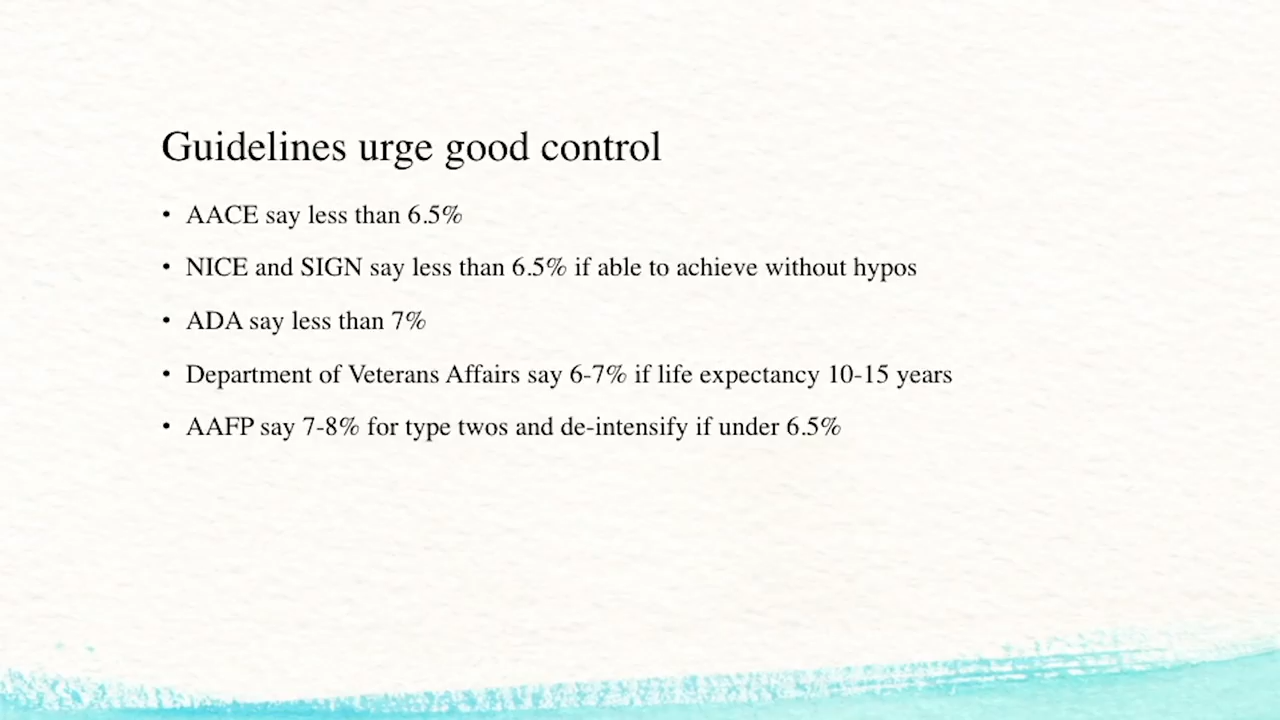 Guidelines urge good control
• AACE say less than 6.5%
• NICE and SIGN say less than 6.5% if able to achieve without hypos
• ADA say less than 7%
• Department of Veterans Affairs say 6-7% if life expectancy 10-15 years
• AAFP say 7-8% for type twos and de-intensify if under 6.5%